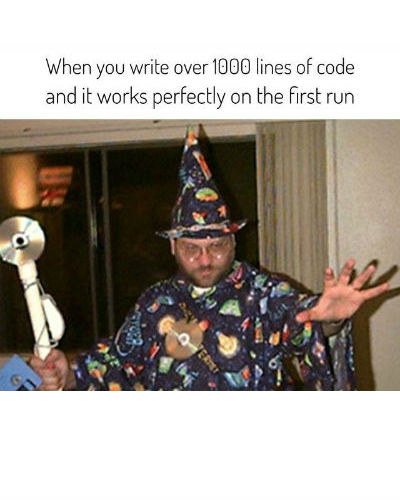 When you write over 1000 lines of code
and it works perfectly on the first run